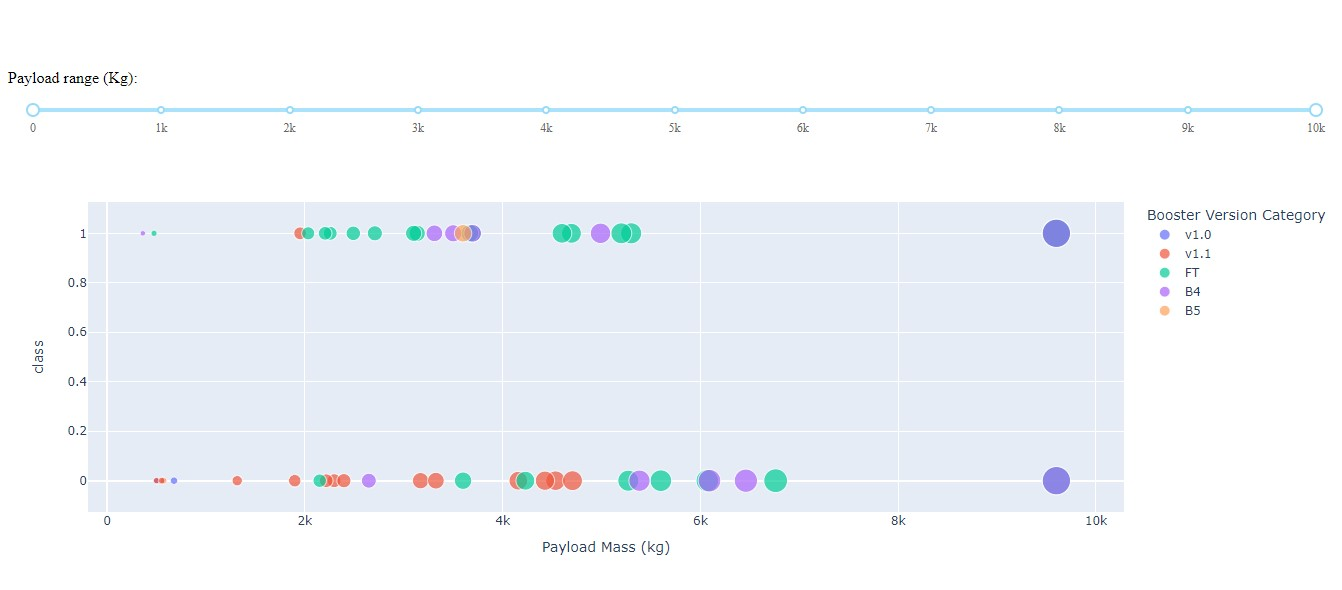 Payload range (Kg):
0 1k 2k 3k 4k 5k 6k 7k 8k 9k 10k
Booster Version Category
v1.0
v1.1
FT
B4
B5
class
1
0.8
0.6
0.4
0.2
0
0 2k 4k 6k 8k 10k
Payload Mass (kg)